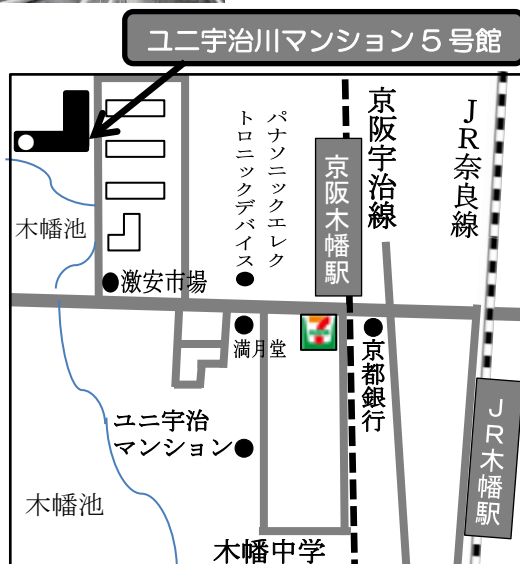 ユニ宇治川マンション5号館
京阪宇治線
JR奈良線
パナソニックエレク
トロニックデバイス
京阪木幡駅
木幡池
激安市場
満月堂
7
京都銀行
ユニ宇治
マンション
JR木幡駅
木幡池
木幡中学